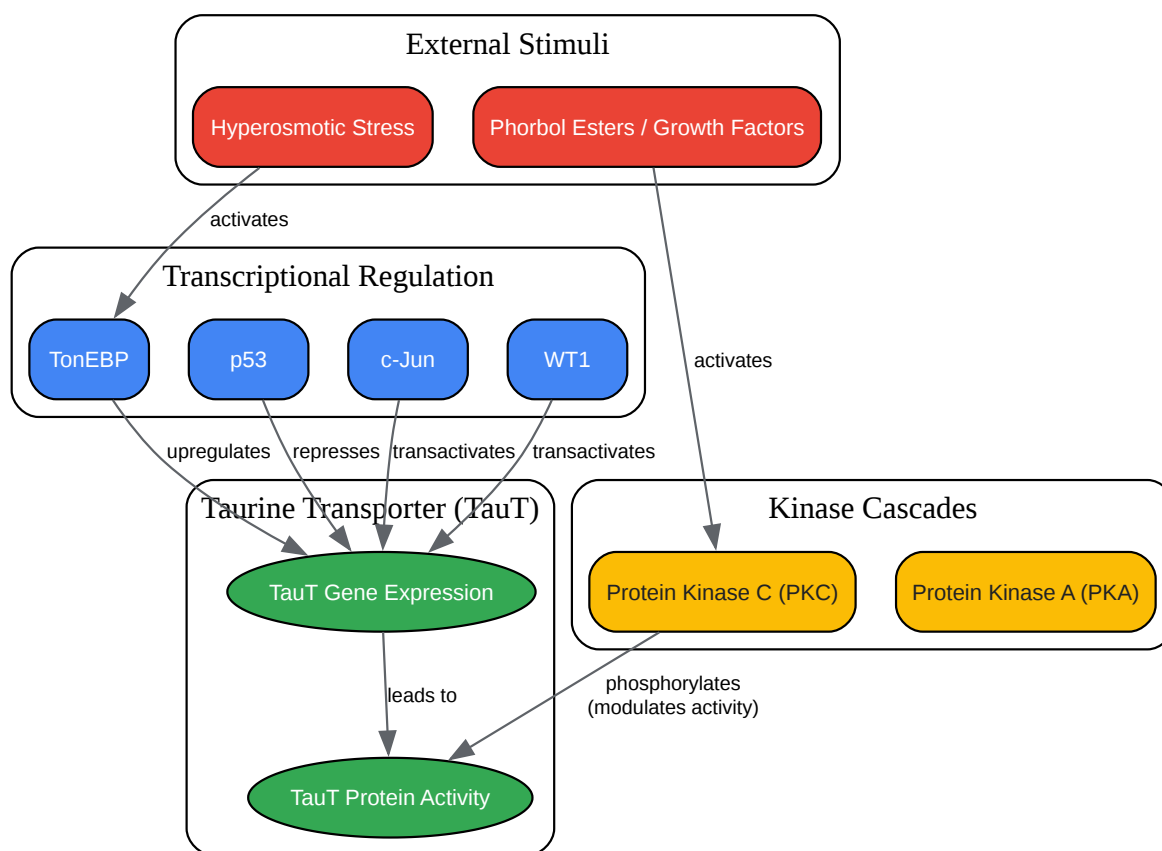 External Stimuli
Hyperosmotic Stress
Phorbol Esters / Growth Factors
activates
Transcriptional Regulation
TonEBP
p53
c-Jun
WT1
activates
upregulates
represses
transactivates
transactivates
Taurine Transporter (TauT)
Kinase Cascades
TauT Gene Expression
Protein Kinase C (PKC)
Protein Kinase A (PKA)
leads to
phosphorylates
(modulates activity)
TauT Protein Activity